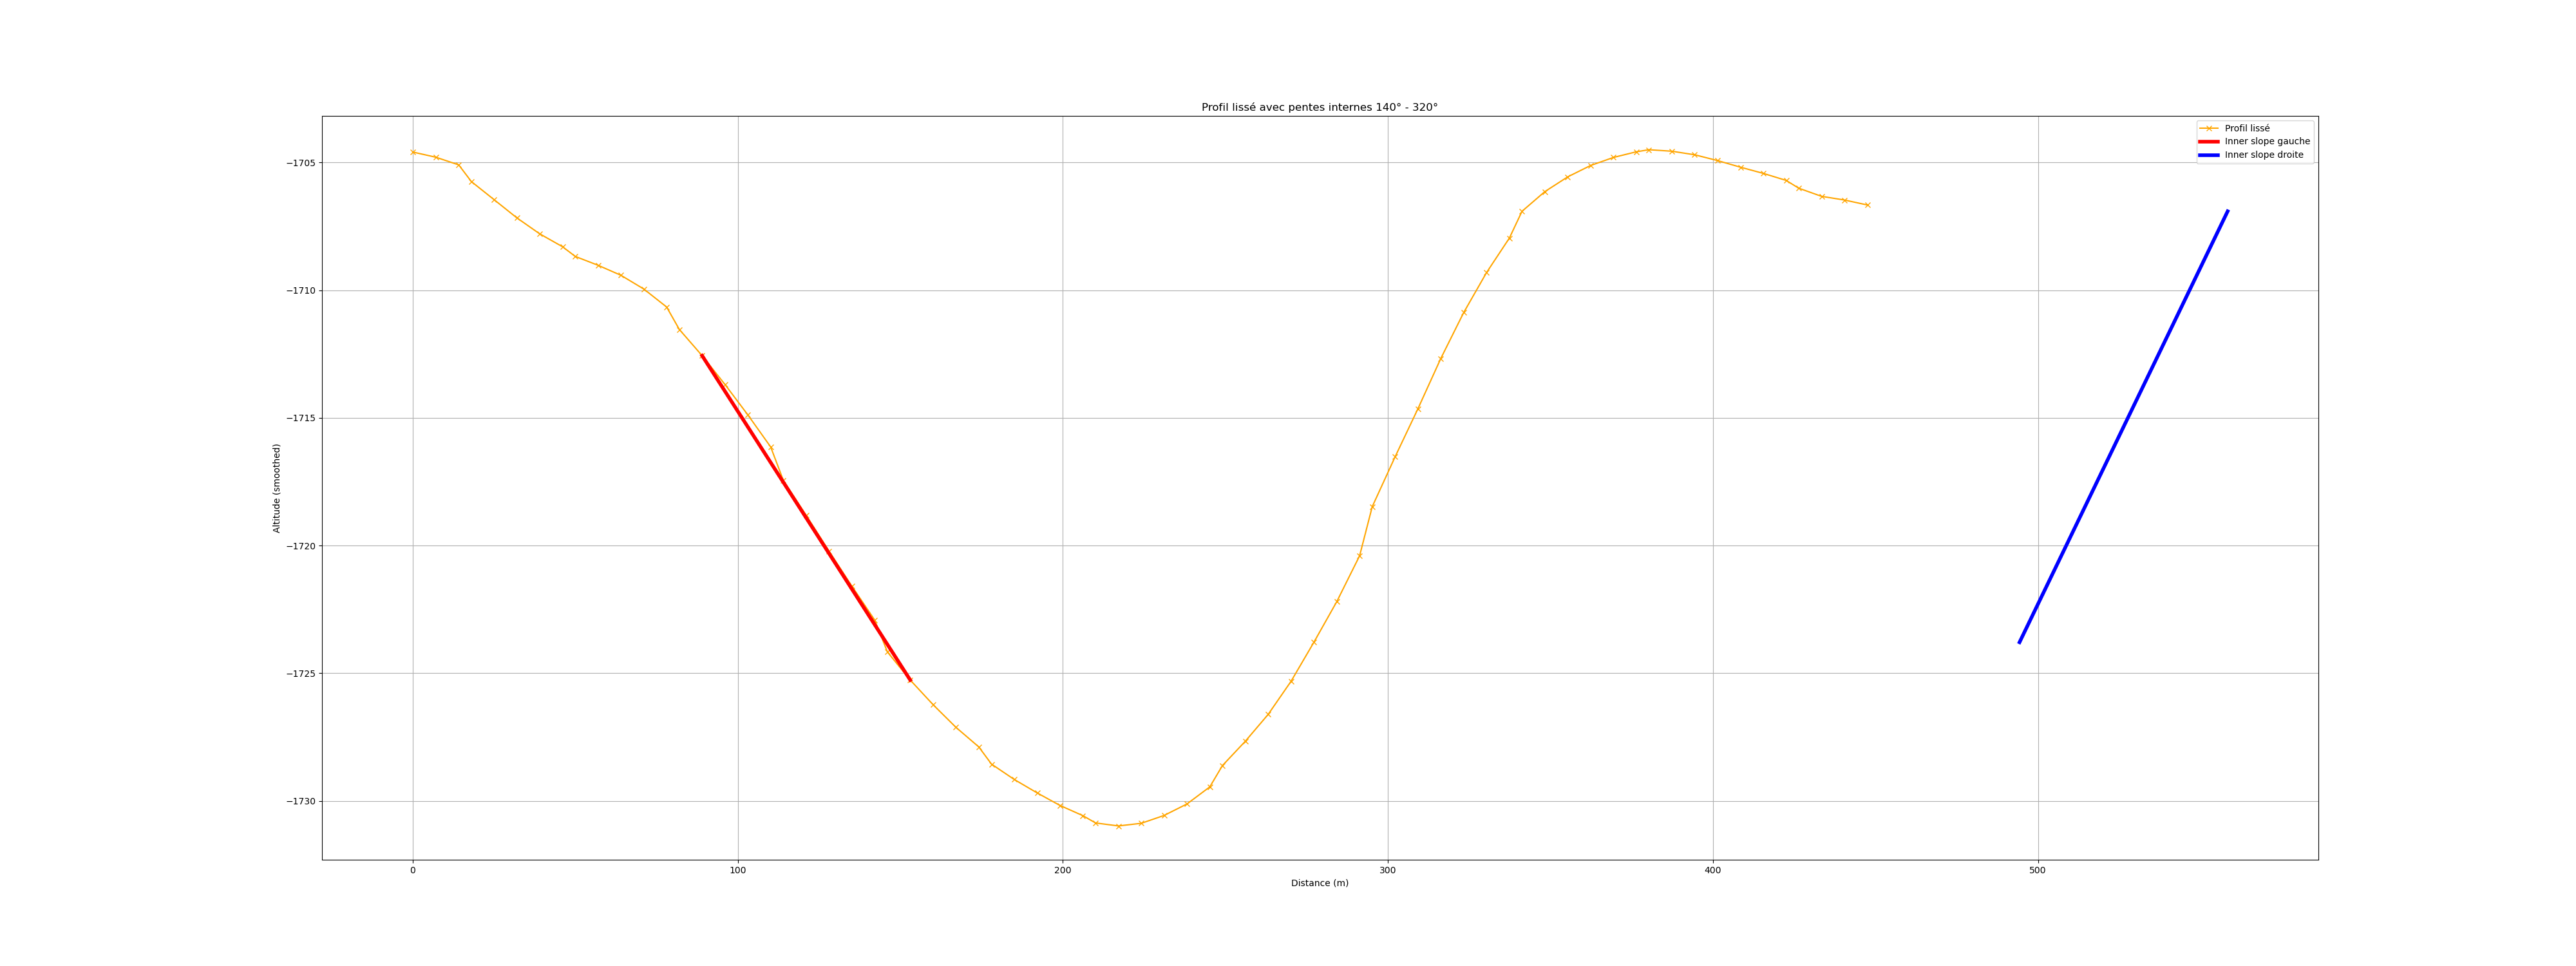 Profil lissé avec pentes internes 140° - 320°
Profil lissé
Inner slope gauche
Inner slope droite
Altitude (smoothed)
−1705
−1710
−1715
−1720
−1725
−1730
0 100 200 300 400 500
Distance (m)